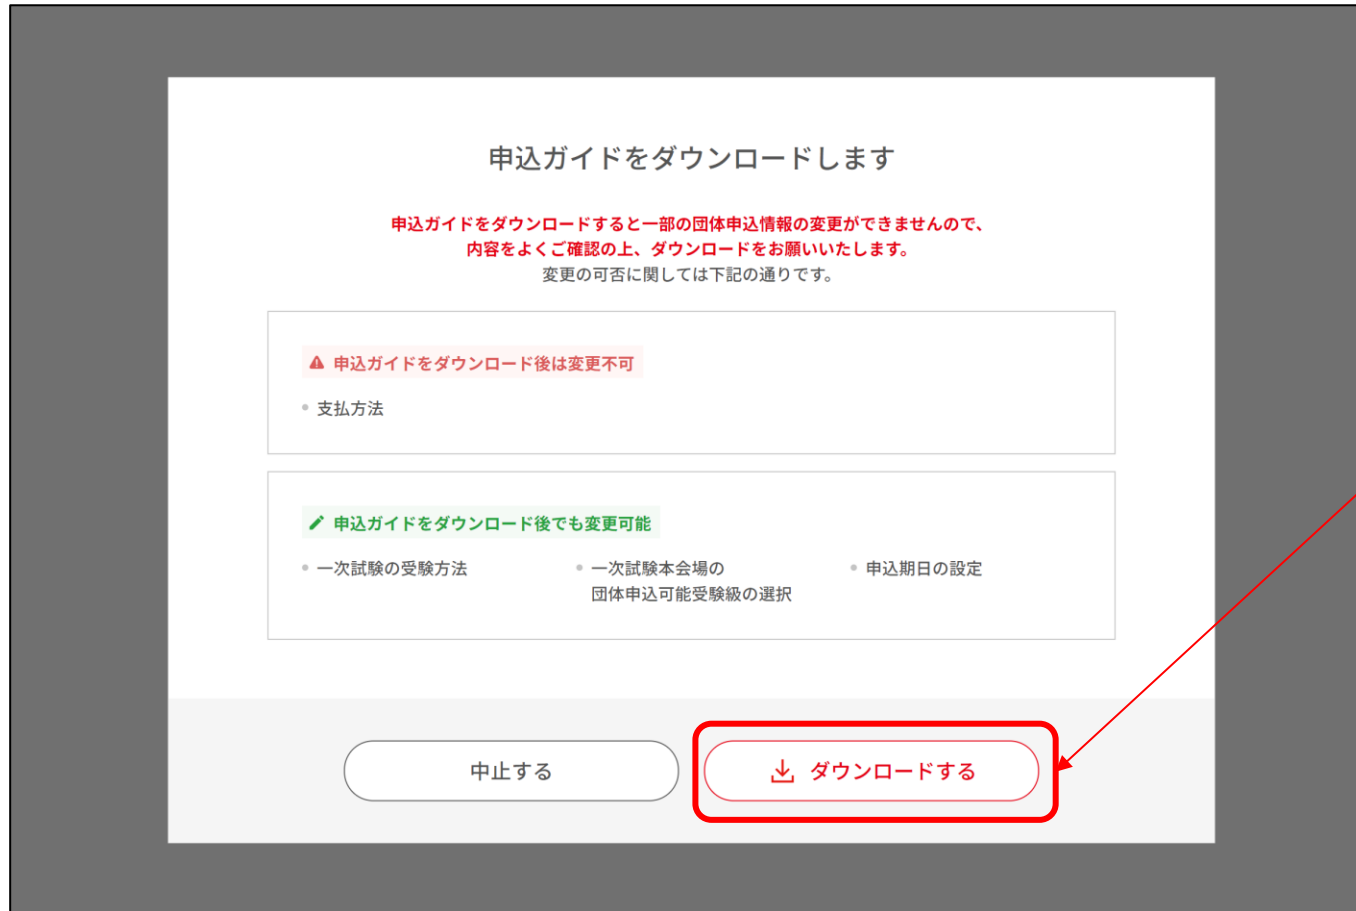 申込ガイドをダウンロードします
申込ガイドをダウンロードすると一部の団体申込情報の変更ができませんので、
内容をよくご確認の上、ダウンロードをお願いいたします。
変更の可否に関しては下記の通りです。
申込ガイドをダウンロード後は変更不可
支払方法
申込ガイドをダウンロード後でも変更可能
一次試験の受験方法
一次試験本会場の
団体申込可能受験級の選択
申込期日の設定
中止する
ダウンロードする